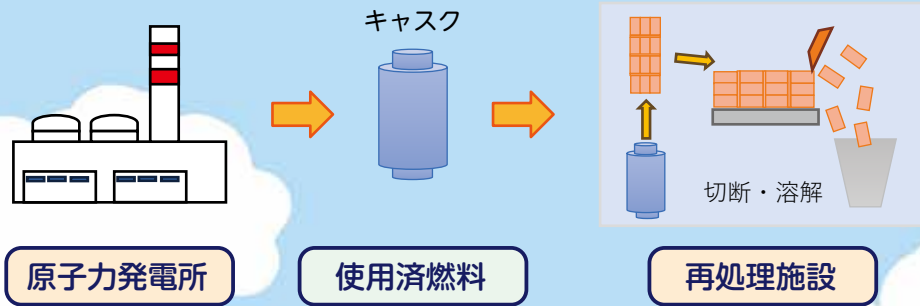 キャスク
切断・溶解
原子力発電所
使用済燃料
再処理施設